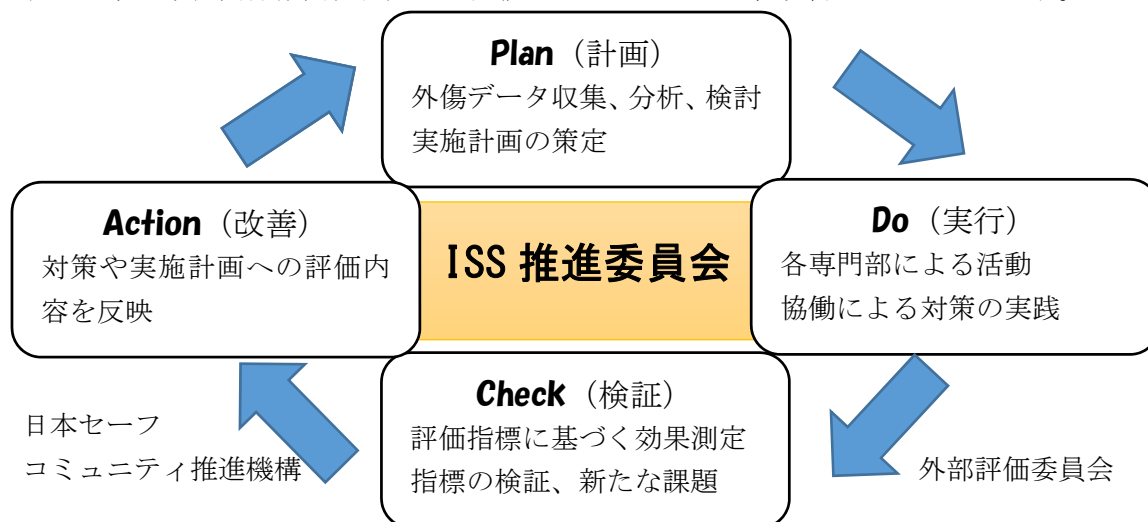 Plan（計画）
外傷データ収集、分析、検討
実施計画の策定
Action（改善）
対策や実施計画への評価内
容を反映
ISS 推進委員会
Do（実行）
各専門部による活動
協働による対策の実践
Check（検証）
評価指標に基づく効果測定
指標の検証、新たな課題
日本セーフ
コミュニティ推進機構
外部評価委員会